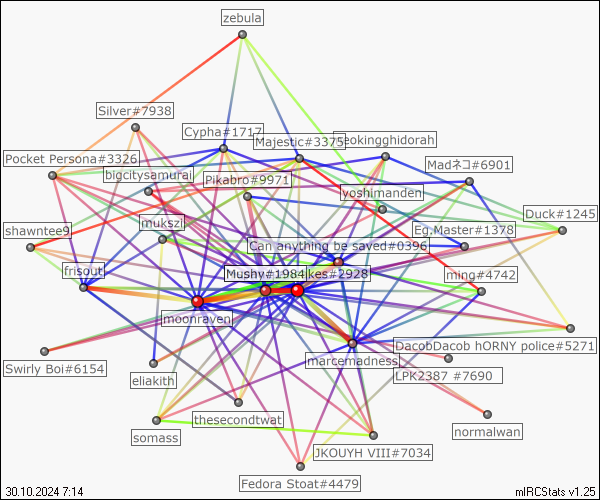 zebula
Silver#7938
Cypha#1717
Majestic#3375
eokingghidorah
Pocket Persona#3326
Madネコ#6901
bigcitysamurai
Pikabro#9971
yoshimanden
Duck#1245
mukszi
shawntee9
Eg.Master#1378
Can anything be saved#0396
frisout
Mushy#1984
kes#2928
ming#4742
moonraven
DacobDacob hORNY police#5271
marcemadness
Swirly Boi#6154
LPK2387 #7690
eliakith
thesecondtwat
somass
normalwan
JKOUYH VIII#7034
Fedora Stoat#4479
30.10.2024 7:14
mIRCStats v1.25